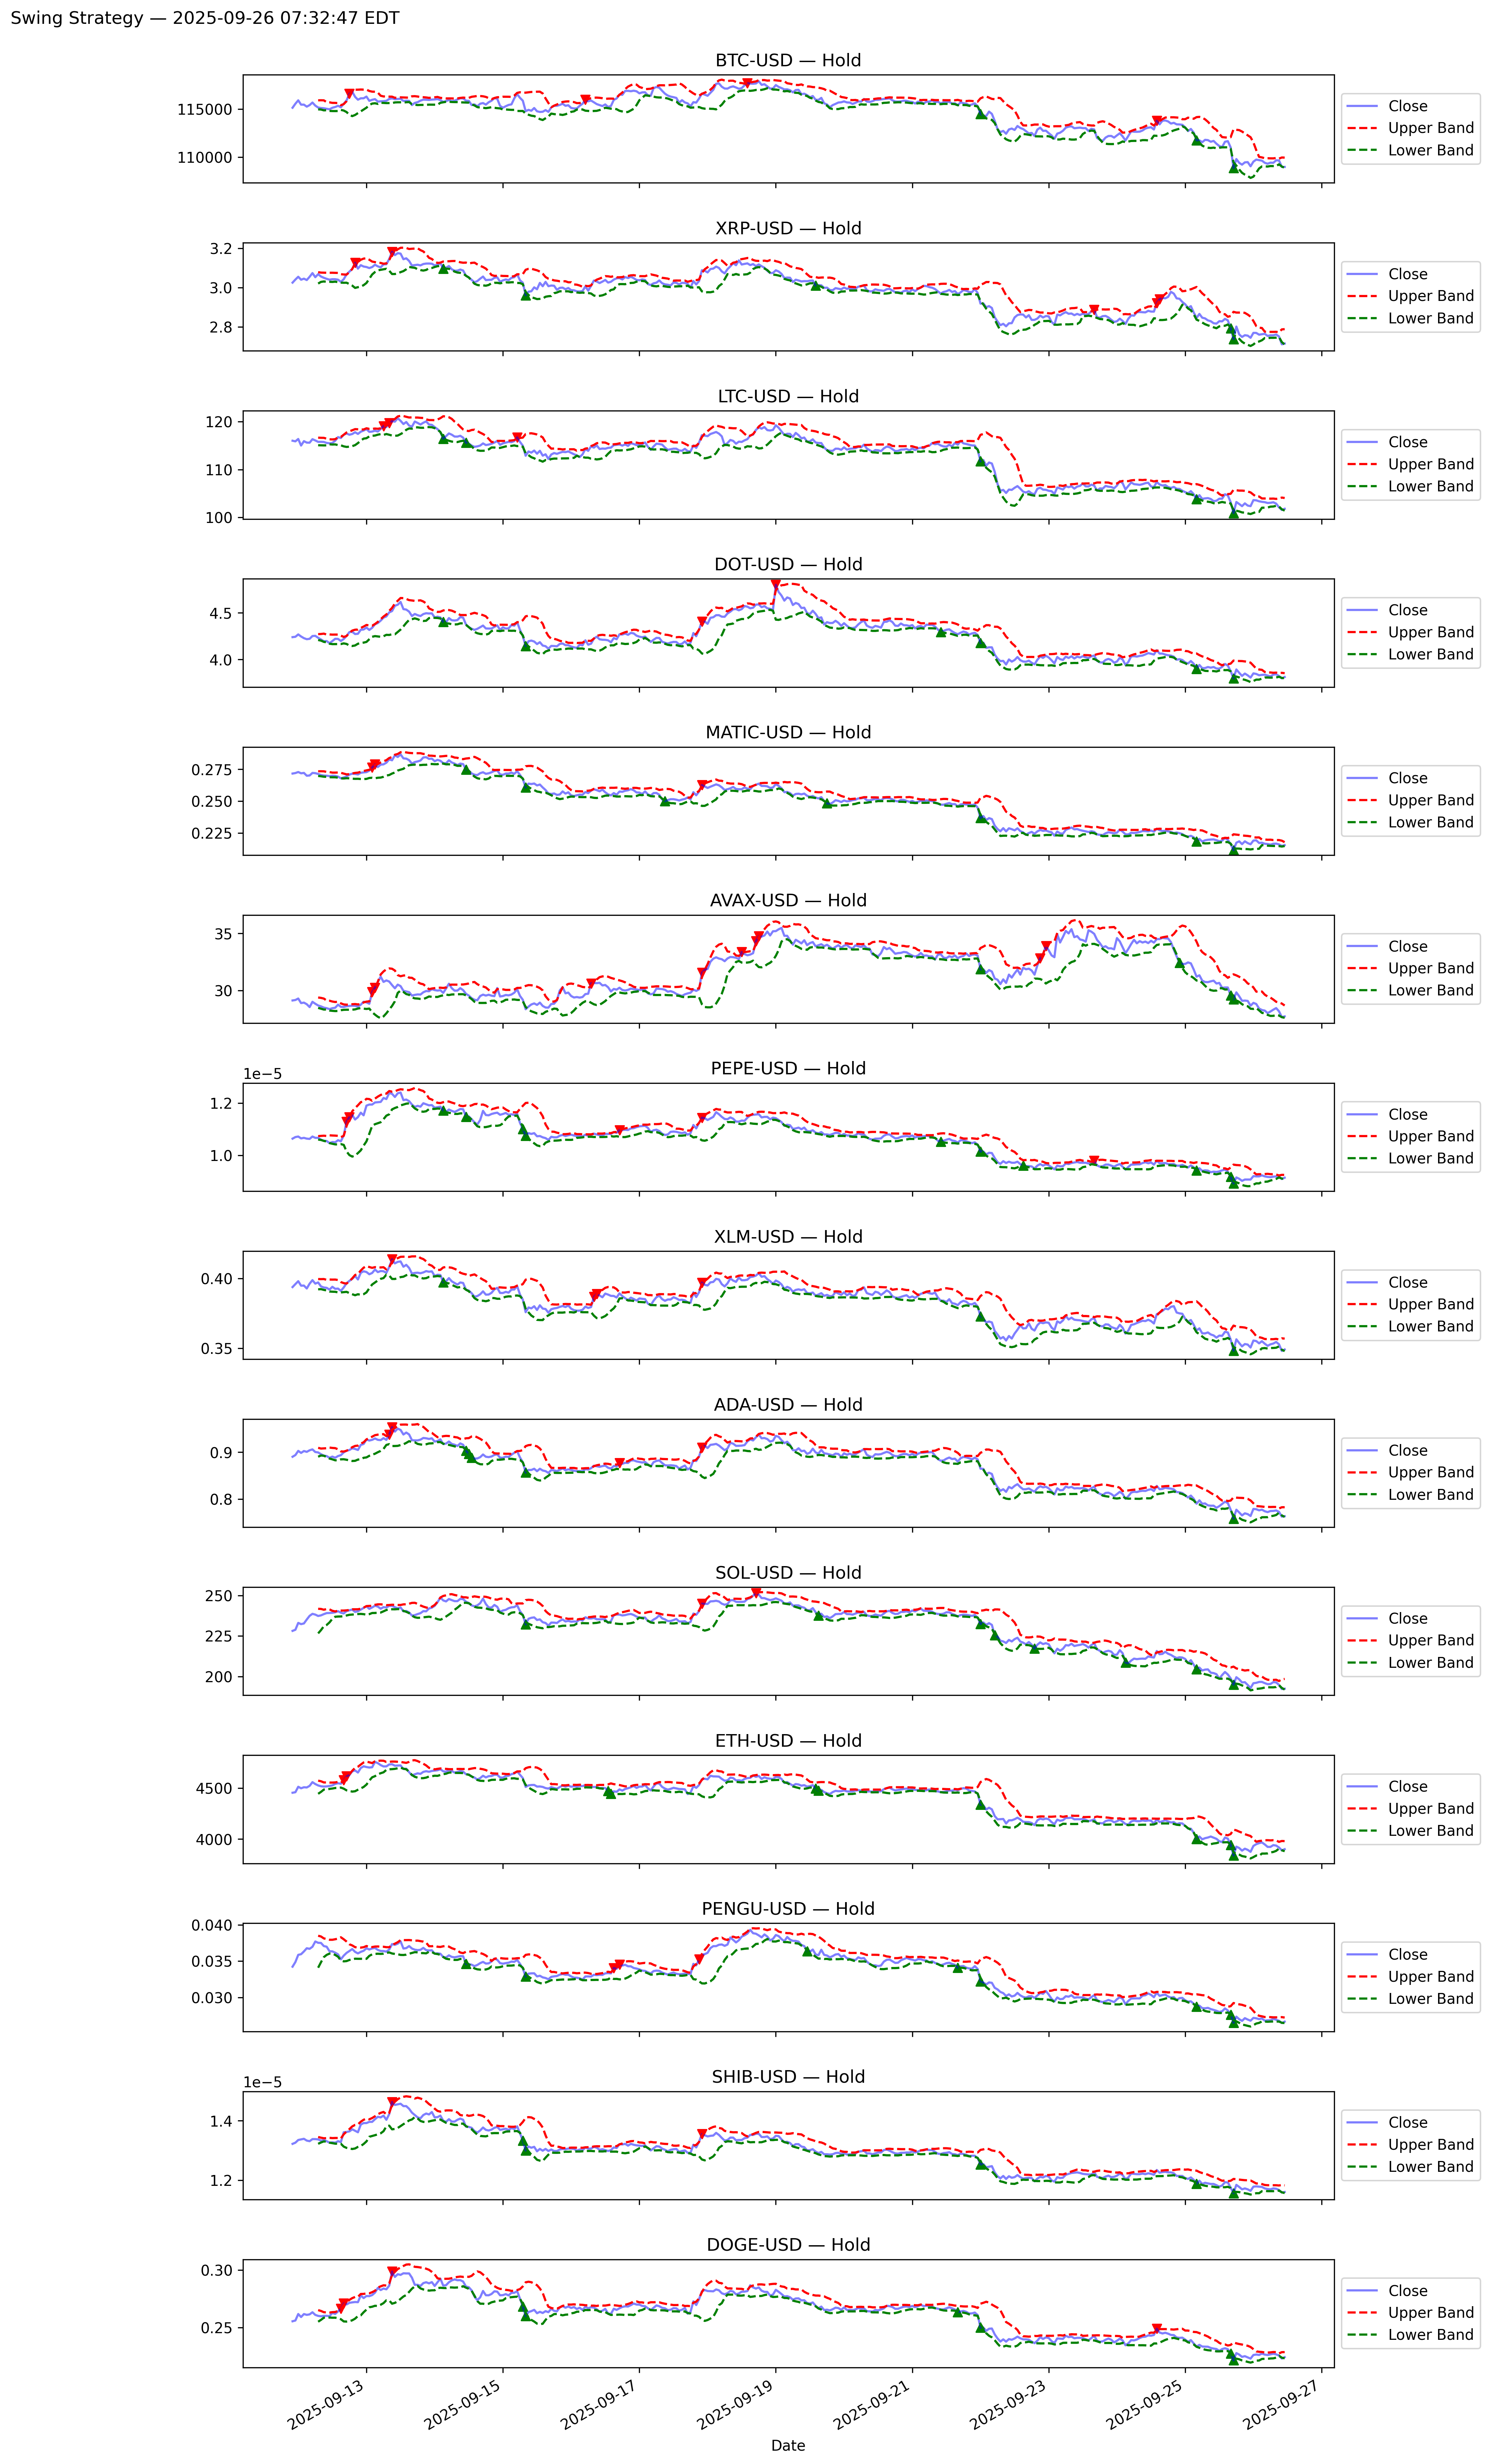 Swing Strategy — 2025-09-26 07:32:47 EDT
BTC-USD — Hold
115000
110000
Close
Upper Band
Lower Band
XRP-USD — Hold
3.2
3.0
2.8
Close
Upper Band
Lower Band
LTC-USD — Hold
120
110
100
Close
Upper Band
Lower Band
DOT-USD — Hold
4.5
4.0
Close
Upper Band
Lower Band
MATIC-USD — Hold
0.275
0.250
0.225
Close
Upper Band
Lower Band
AVAX-USD — Hold
35
30
Close
Upper Band
Lower Band
PEPE-USD — Hold
1e−5
1.2
1.0
Close
Upper Band
Lower Band
XLM-USD — Hold
0.40
0.35
Close
Upper Band
Lower Band
ADA-USD — Hold
0.9
0.8
Close
Upper Band
Lower Band
SOL-USD — Hold
250
225
200
Close
Upper Band
Lower Band
ETH-USD — Hold
4500
4000
Close
Upper Band
Lower Band
PENGU-USD — Hold
0.040
0.035
0.030
Close
Upper Band
Lower Band
SHIB-USD — Hold
1e−5
1.4
1.2
Close
Upper Band
Lower Band
DOGE-USD — Hold
0.30
0.25
Close
Upper Band
Lower Band
2025-09-13
2025-09-15
2025-09-17
2025-09-19
2025-09-21
2025-09-23
2025-09-25
2025-09-27
Date